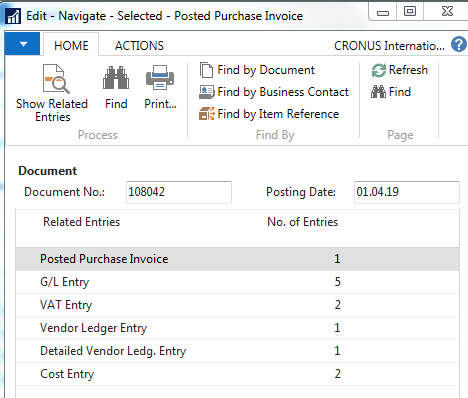 Edit - Navigate - Selected - Posted Purchase Invoice
HOME ACTIONS CRONUS Internatio... ?
Show Related Entries
Find
Print...
Process
Find by Document
Find by Business Contact
Find by Item Reference
Find By
Refresh
Find
Page
Document
Document No.: 108042 Posting Date: 01.04.19
Related Entries No. of Entries
Posted Purchase Invoice 1
G/L Entry 5
VAT Entry 2
Vendor Ledger Entry 1
Detailed Vendor Ledg. Entry 1
Cost Entry 2